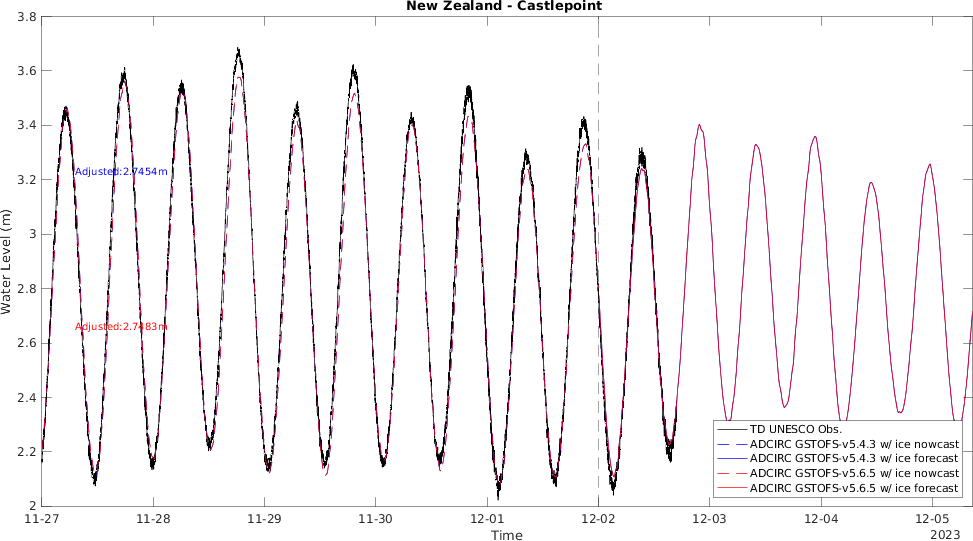 New Zealand - Castlepoint
3.8
3.6
3.4
3.2
3
2.8
2.6
2.4
2.2
2
Water Level (m)
Adjusted:2.7454m
Adjusted:2.7483m
TD UNESCO Obs.
ADCIRC GSTOFS-v5.4.3 w/ ice nowcast
ADCIRC GSTOFS-v5.4.3 w/ ice forecast
ADCIRC GSTOFS-v5.6.5 w/ ice nowcast
ADCIRC GSTOFS-v5.6.5 w/ ice forecast
11-27 11-28 11-29 11-30 12-01 12-02 12-03 12-04 12-05
Time
2023